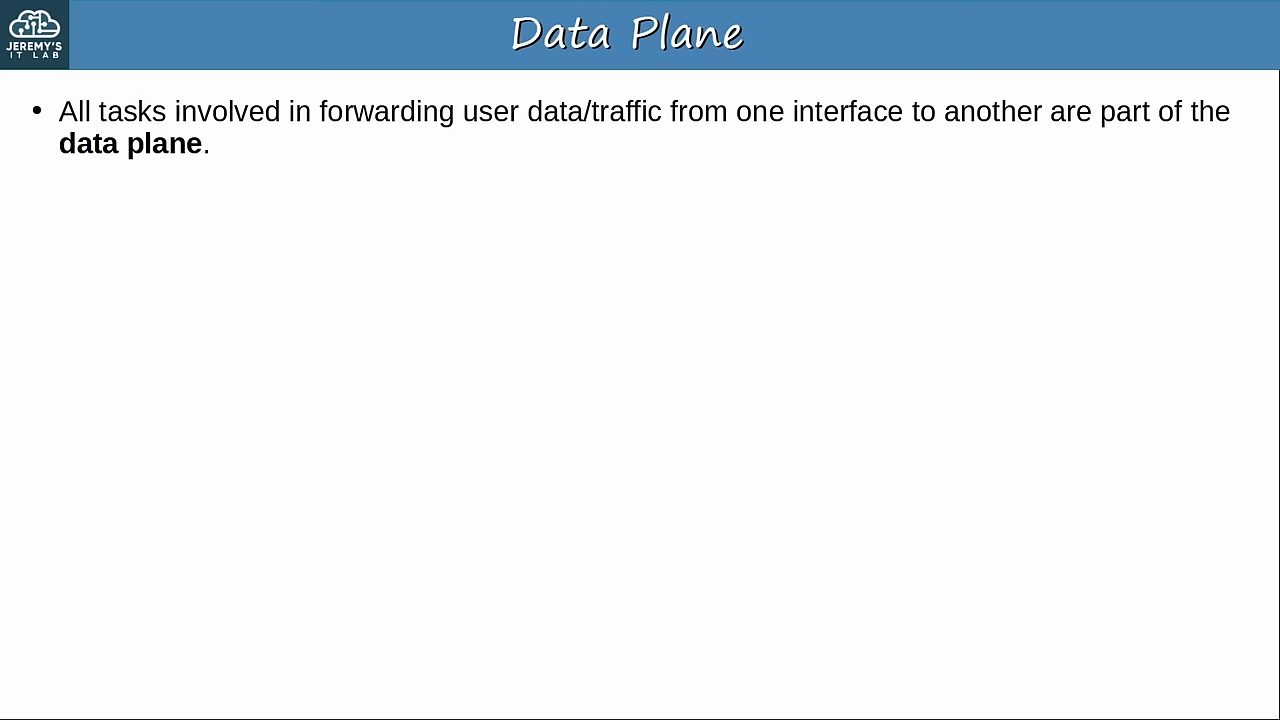 JEREMY'S
IT LAB
Data Plane
• All tasks involved in forwarding user data/traffic from one interface to another are part of the
data plane.